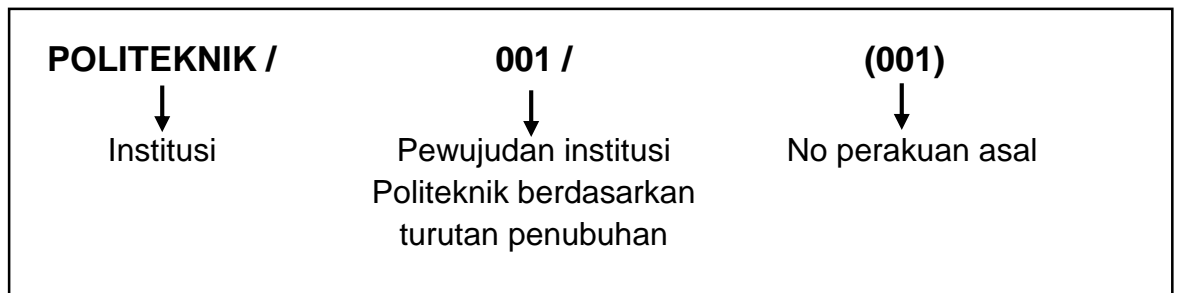 POLITEKNIK / 001 / (001)
Institusi Pewujudan institusi No perakuan asal
Politeknik berdasarkan
turutan penubuhan